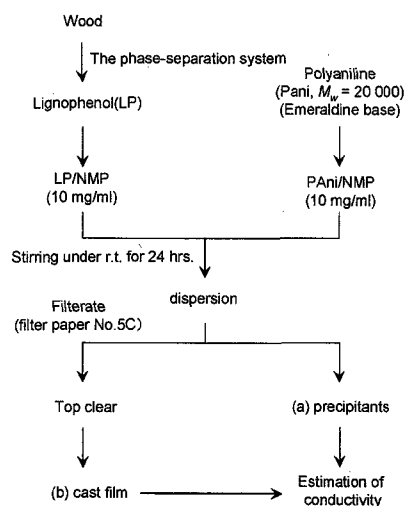 Wood
The phase-separation system
Lignophenol(LP)
Polyaniline
(Pani, Mw = 20 000)
(Emeraldine base)
LP/NMP
(10 mg/ml)
PAni/NMP
(10 mg/ml)
Stirring under r.t. for 24 hrs.
dispersion
Filterate
(filter paper No.5C)
Top clear
(a) precipitants
(b) cast film
Estimation of
conductivity